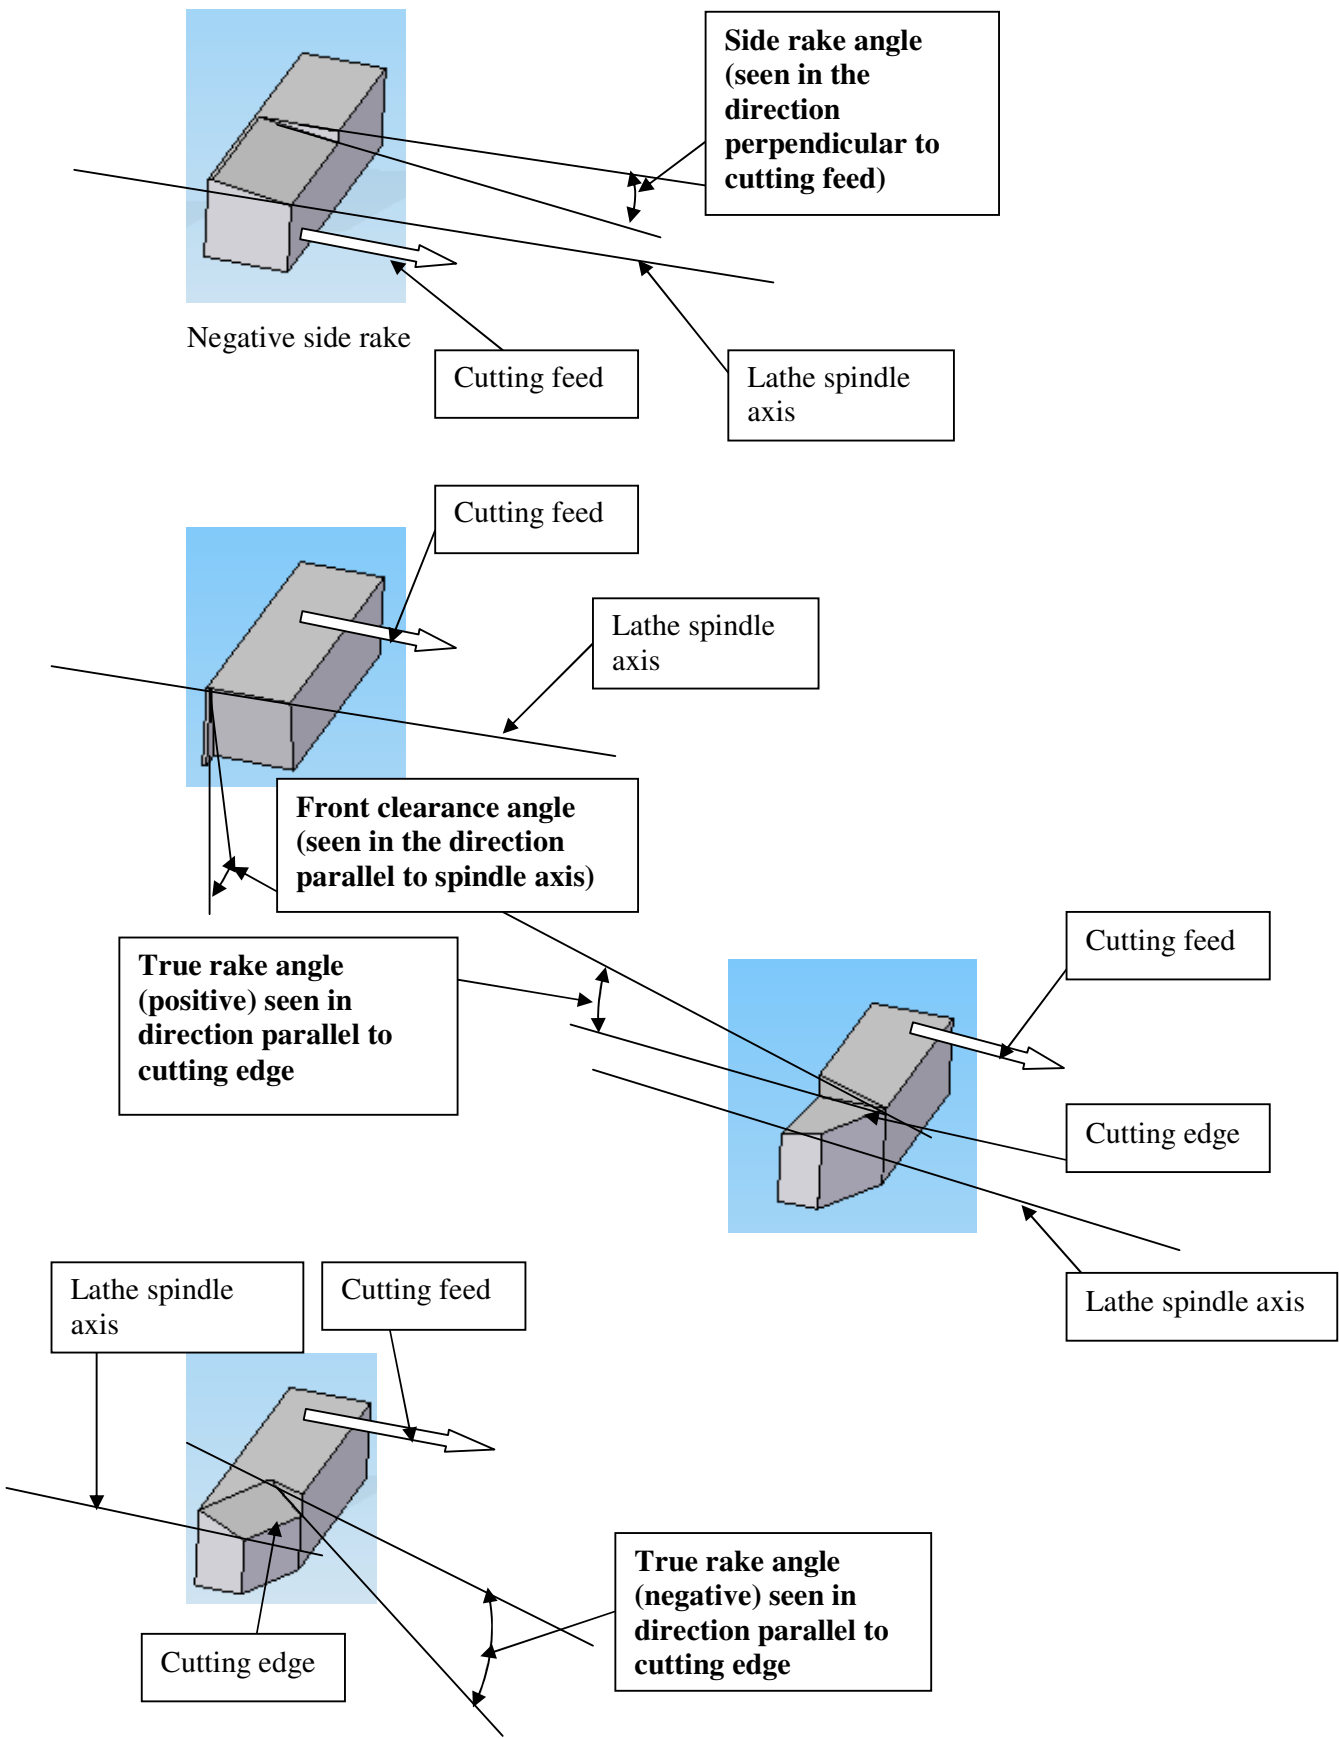 Side rake angle
(seen in the
direction
perpendicular to
cutting feed)
Negative side rake
Cutting feed
Lathe spindle
axis
Cutting feed
Lathe spindle
axis
Front clearance angle
(seen in the direction
parallel to spindle axis)
True rake angle
(positive) seen in
direction parallel to
cutting edge
Cutting feed
Cutting edge
Lathe spindle axis
Lathe spindle
axis
Cutting feed
True rake angle
(negative) seen in
direction parallel to
cutting edge
Cutting edge